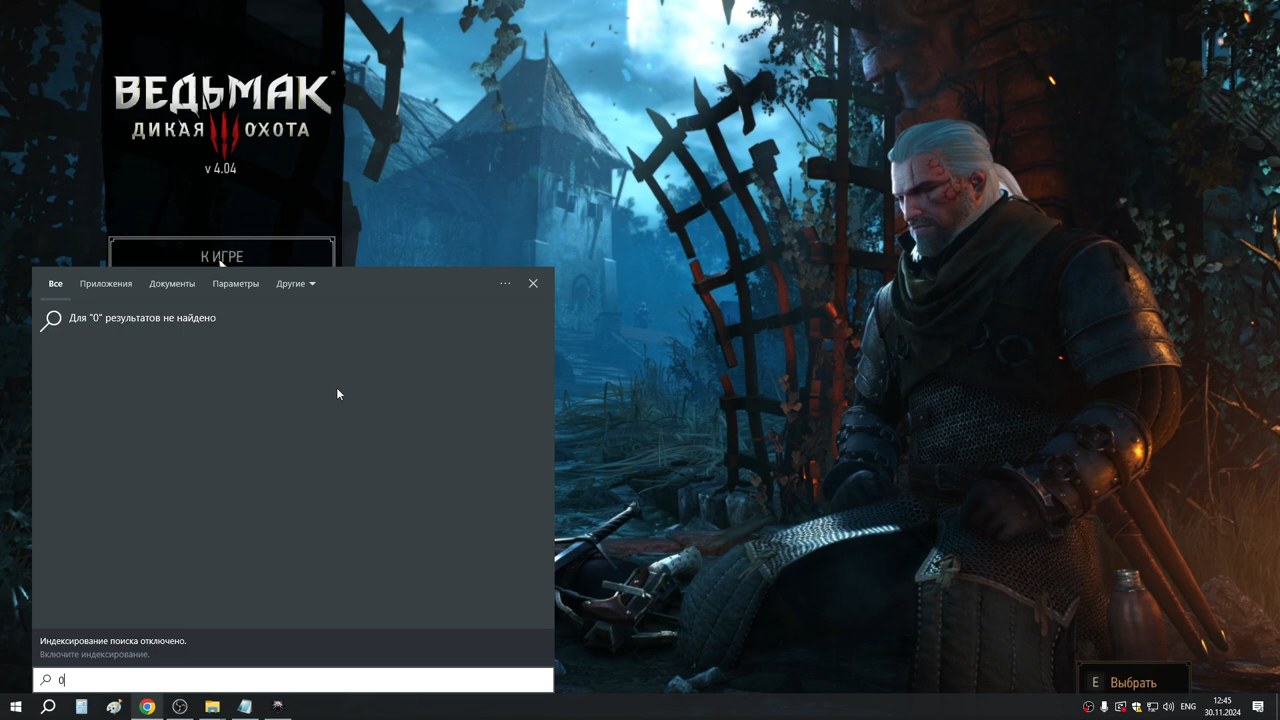 ВЕДЬМАК
ДИКАЯ III ОХОТА
v 4.04
К ИГРЕ
Все Приложения Документы Параметры Другие
Для "0" результатов не найдено
Индексирование поиска отключено.
Включите индексирование.
0
E Выбрать
ENG
12:45
30.11.2024